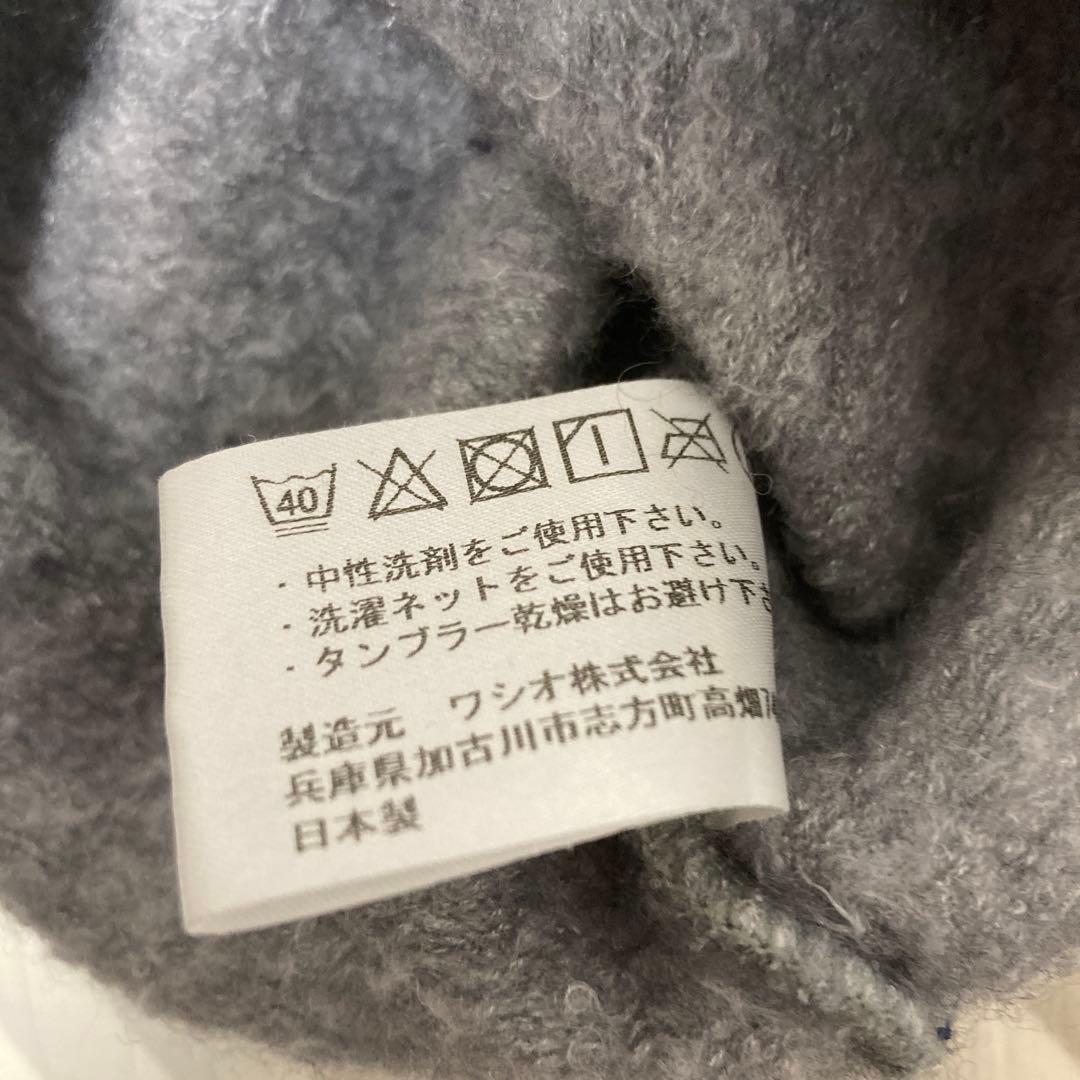 40
・中性洗剤をご使用下さい。
・洗濯ネットをご使用下さい。
・タンブラー乾燥はお避け下さ
製造元 ワシオ株式会社
兵庫県加古川市志方町高畑7
日本製